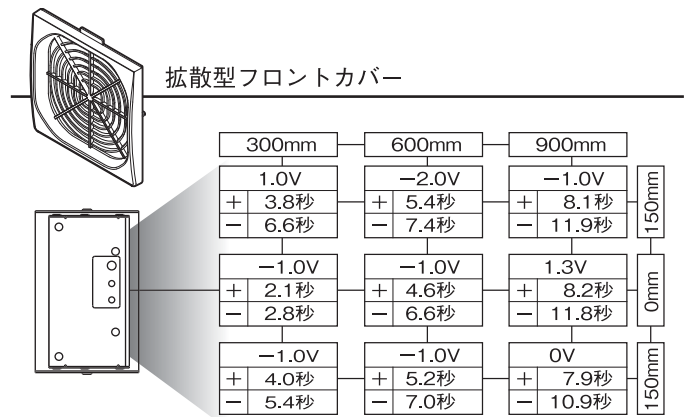 拡散型フロントカバー
300mm 600mm 900mm
1.0V −2.0V −1.0V
+ 3.8秒 + 5.4秒 + 8.1秒
− 6.6秒 − 7.4秒 − 11.9秒
150mm
−1.0V −1.0V 1.3V
+ 2.1秒 + 4.6秒 + 8.2秒
− 2.8秒 − 6.6秒 − 11.8秒
0mm
−1.0V −1.0V 0V
+ 4.0秒 + 5.2秒 + 7.9秒
− 5.4秒 − 7.0秒 − 10.9秒
150mm